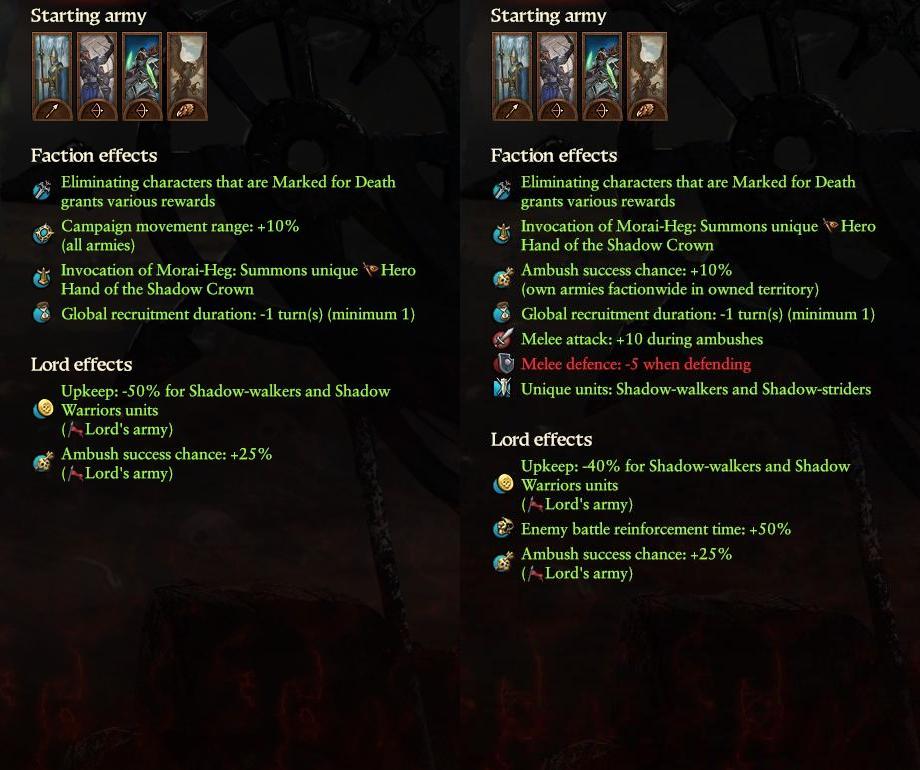 Starting army
Faction effects
Eliminating characters that are Marked for Death
grants various rewards
Campaign movement range: +10%
(all armies)
Invocation of Morai-Heg: Summons unique Hero
Hand of the Shadow Crown
Global recruitment duration: -1 turn(s) (minimum 1)
Lord effects
Upkeep: -50% for Shadow-walkers and Shadow
Warriors units
(Lord's army)
Ambush success chance: +25%
(Lord's army)
Starting army
Faction effects
Eliminating characters that are Marked for Death
grants various rewards
Invocation of Morai-Heg: Summons unique Hero
Hand of the Shadow Crown
Ambush success chance: +10%
(own armies factionwide in owned territory)
Global recruitment duration: -1 turn(s) (minimum 1)
Melee attack: +10 during ambushes
Melee defence: -5 when defending
Unique units: Shadow-walkers and Shadow-striders
Lord effects
Upkeep: -40% for Shadow-walkers and Shadow
Warriors units
(Lord's army)
Enemy battle reinforcement time: +50%
Ambush success chance: +25%
(Lord's army)